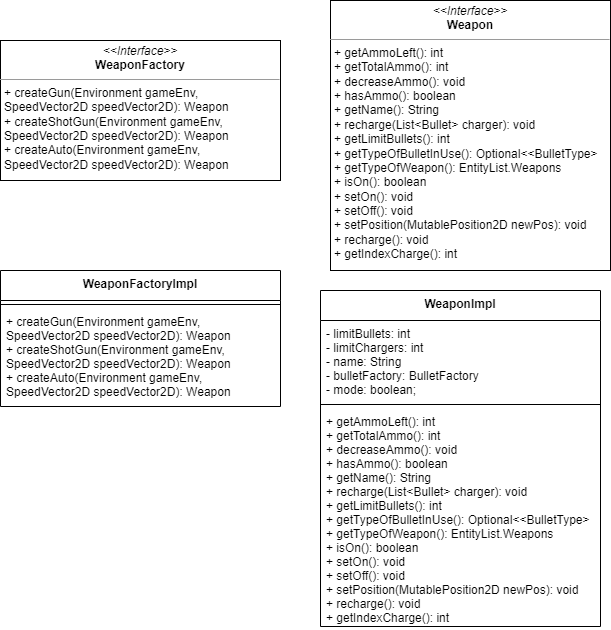 <<Interface>>
WeaponFactory
+ createGun(Environment gameEnv,
SpeedVector2D speedVector2D): Weapon
+ createShotGun(Environment gameEnv,
SpeedVector2D speedVector2D): Weapon
+ createAuto(Environment gameEnv,
SpeedVector2D speedVector2D): Weapon
<<Interface>>
Weapon
+ getAmmoLeft(): int
+ getTotalAmmo(): int
+ decreaseAmmo(): void
+ hasAmmo(): boolean
+ getName(): String
+ recharge(List<Bullet> charger): void
+ getLimitBullets(): int
+ getTypeOfBulletInUse(): Optional<<BulletType>
+ getTypeOfWeapon(): EntityList.Weapons
+ isOn(): boolean
+ setOn(): void
+ setOff(): void
+ setPosition(MutablePosition2D newPos): void
+ recharge(): void
+ getIndexCharge(): int
WeaponFactoryImpl
+ createGun(Environment gameEnv,
SpeedVector2D speedVector2D): Weapon
+ createShotGun(Environment gameEnv,
SpeedVector2D speedVector2D): Weapon
+ createAuto(Environment gameEnv,
SpeedVector2D speedVector2D): Weapon
WeaponImpl
- limitBullets: int
- limitChargers: int
- name: String
- bulletFactory: BulletFactory
- mode: boolean;
+ getAmmoLeft(): int
+ getTotalAmmo(): int
+ decreaseAmmo(): void
+ hasAmmo(): boolean
+ getName(): String
+ recharge(List<Bullet> charger): void
+ getLimitBullets(): int
+ getTypeOfBulletInUse(): Optional<<BulletType>
+ getTypeOfWeapon(): EntityList.Weapons
+ isOn(): boolean
+ setOn(): void
+ setOff(): void
+ setPosition(MutablePosition2D newPos): void
+ recharge(): void
+ getIndexCharge(): int